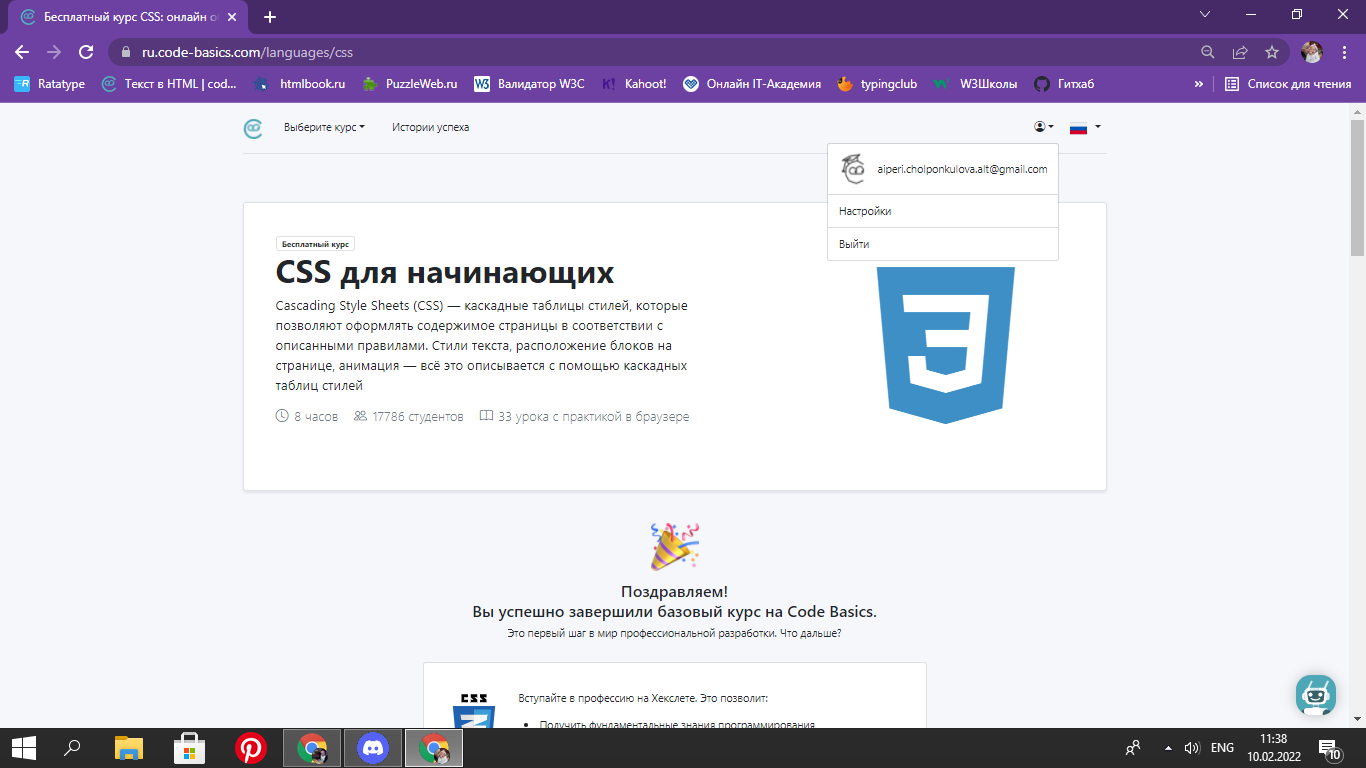 Бесплатный курс CSS: онлайн о
ru.code-basics.com/languages/css
Ratatype
Текст в HTML | cod...
htmlbook.ru
PuzzleWeb.ru
W3
Валидатор W3C
K!
Kahoot!
Онлайн IT-Академия
typingclub
W3Школы
Гитхаб
»
Список для чтения
Выберите курс
Истории успеха
aiperi.cholponkulova.alt@gmail.com
Настройки
Выйти
Бесплатный курс
CSS для начинающих
Cascading Style Sheets (CSS) — каскадные таблицы стилей, которые
позволяют оформлять содержимое страницы в соответствии с
описанными правилами. Стили текста, расположение блоков на
странице, анимация — всё это описывается с помощью каскадных
таблиц стилей
8 часов
17786 студентов
33 урока с практикой в браузере
Поздравляем!
Вы успешно завершили базовый курс на Code Basics.
Это первый шаг в мир профессиональной разработки. Что дальше?
CSS
Вступайте в профессию на Хекслете. Это позволит:
• Получить фундаментальные знания программирования
ENG
11:38
10.02.2022
10